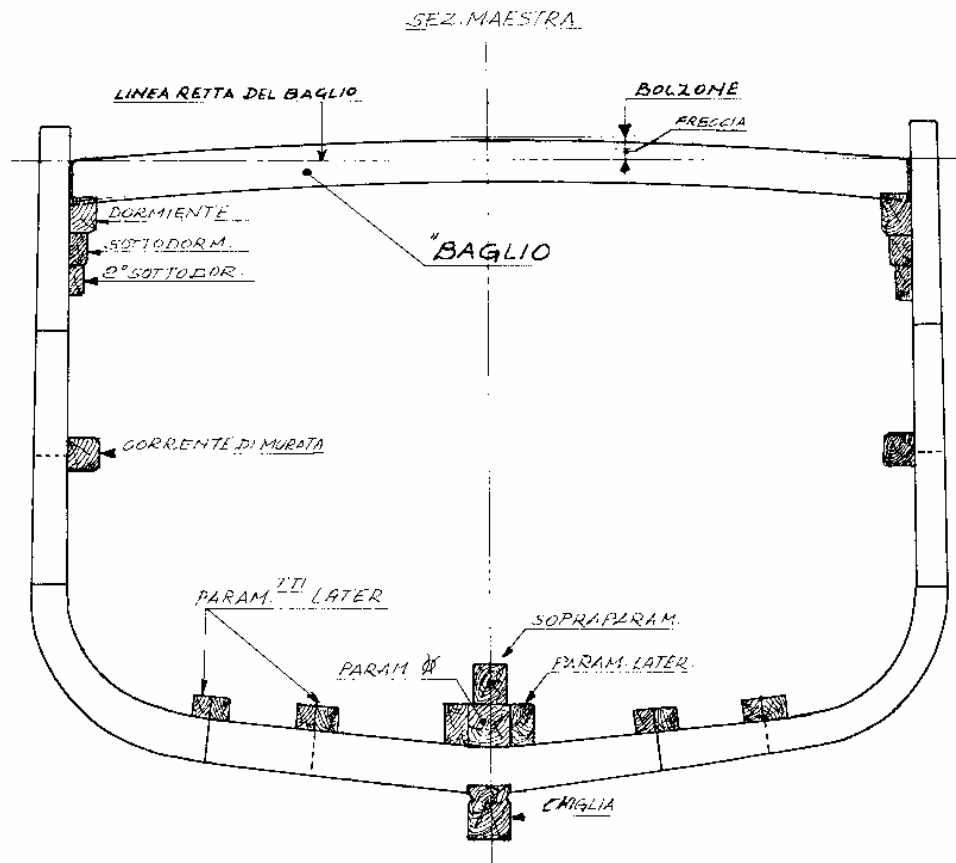 SEZ. MAESTRA
LINEA RETTA DEL BAGLIO
BOLZONE
FRECCIA
DORMIENTE
SOTTODORM.
2° SOTTODOR.
"BAGLIO
CORRENTE DI MURATA
PARAM. TI LATER
SOPRAPARAM.
PARAM
PARAM. LATER.
CHIGLIA